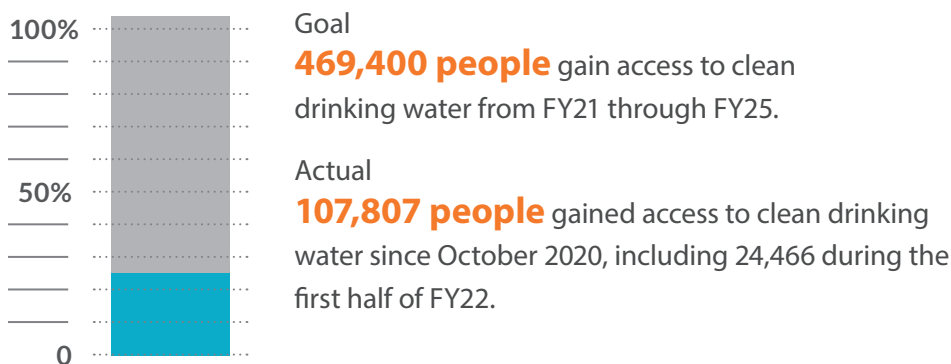 100%
50%
0
Goal
469,400 people gain access to clean
drinking water from FY21 through FY25.
Actual
107,807 people gained access to clean drinking
water since October 2020, including 24,466 during the
first half of FY22.